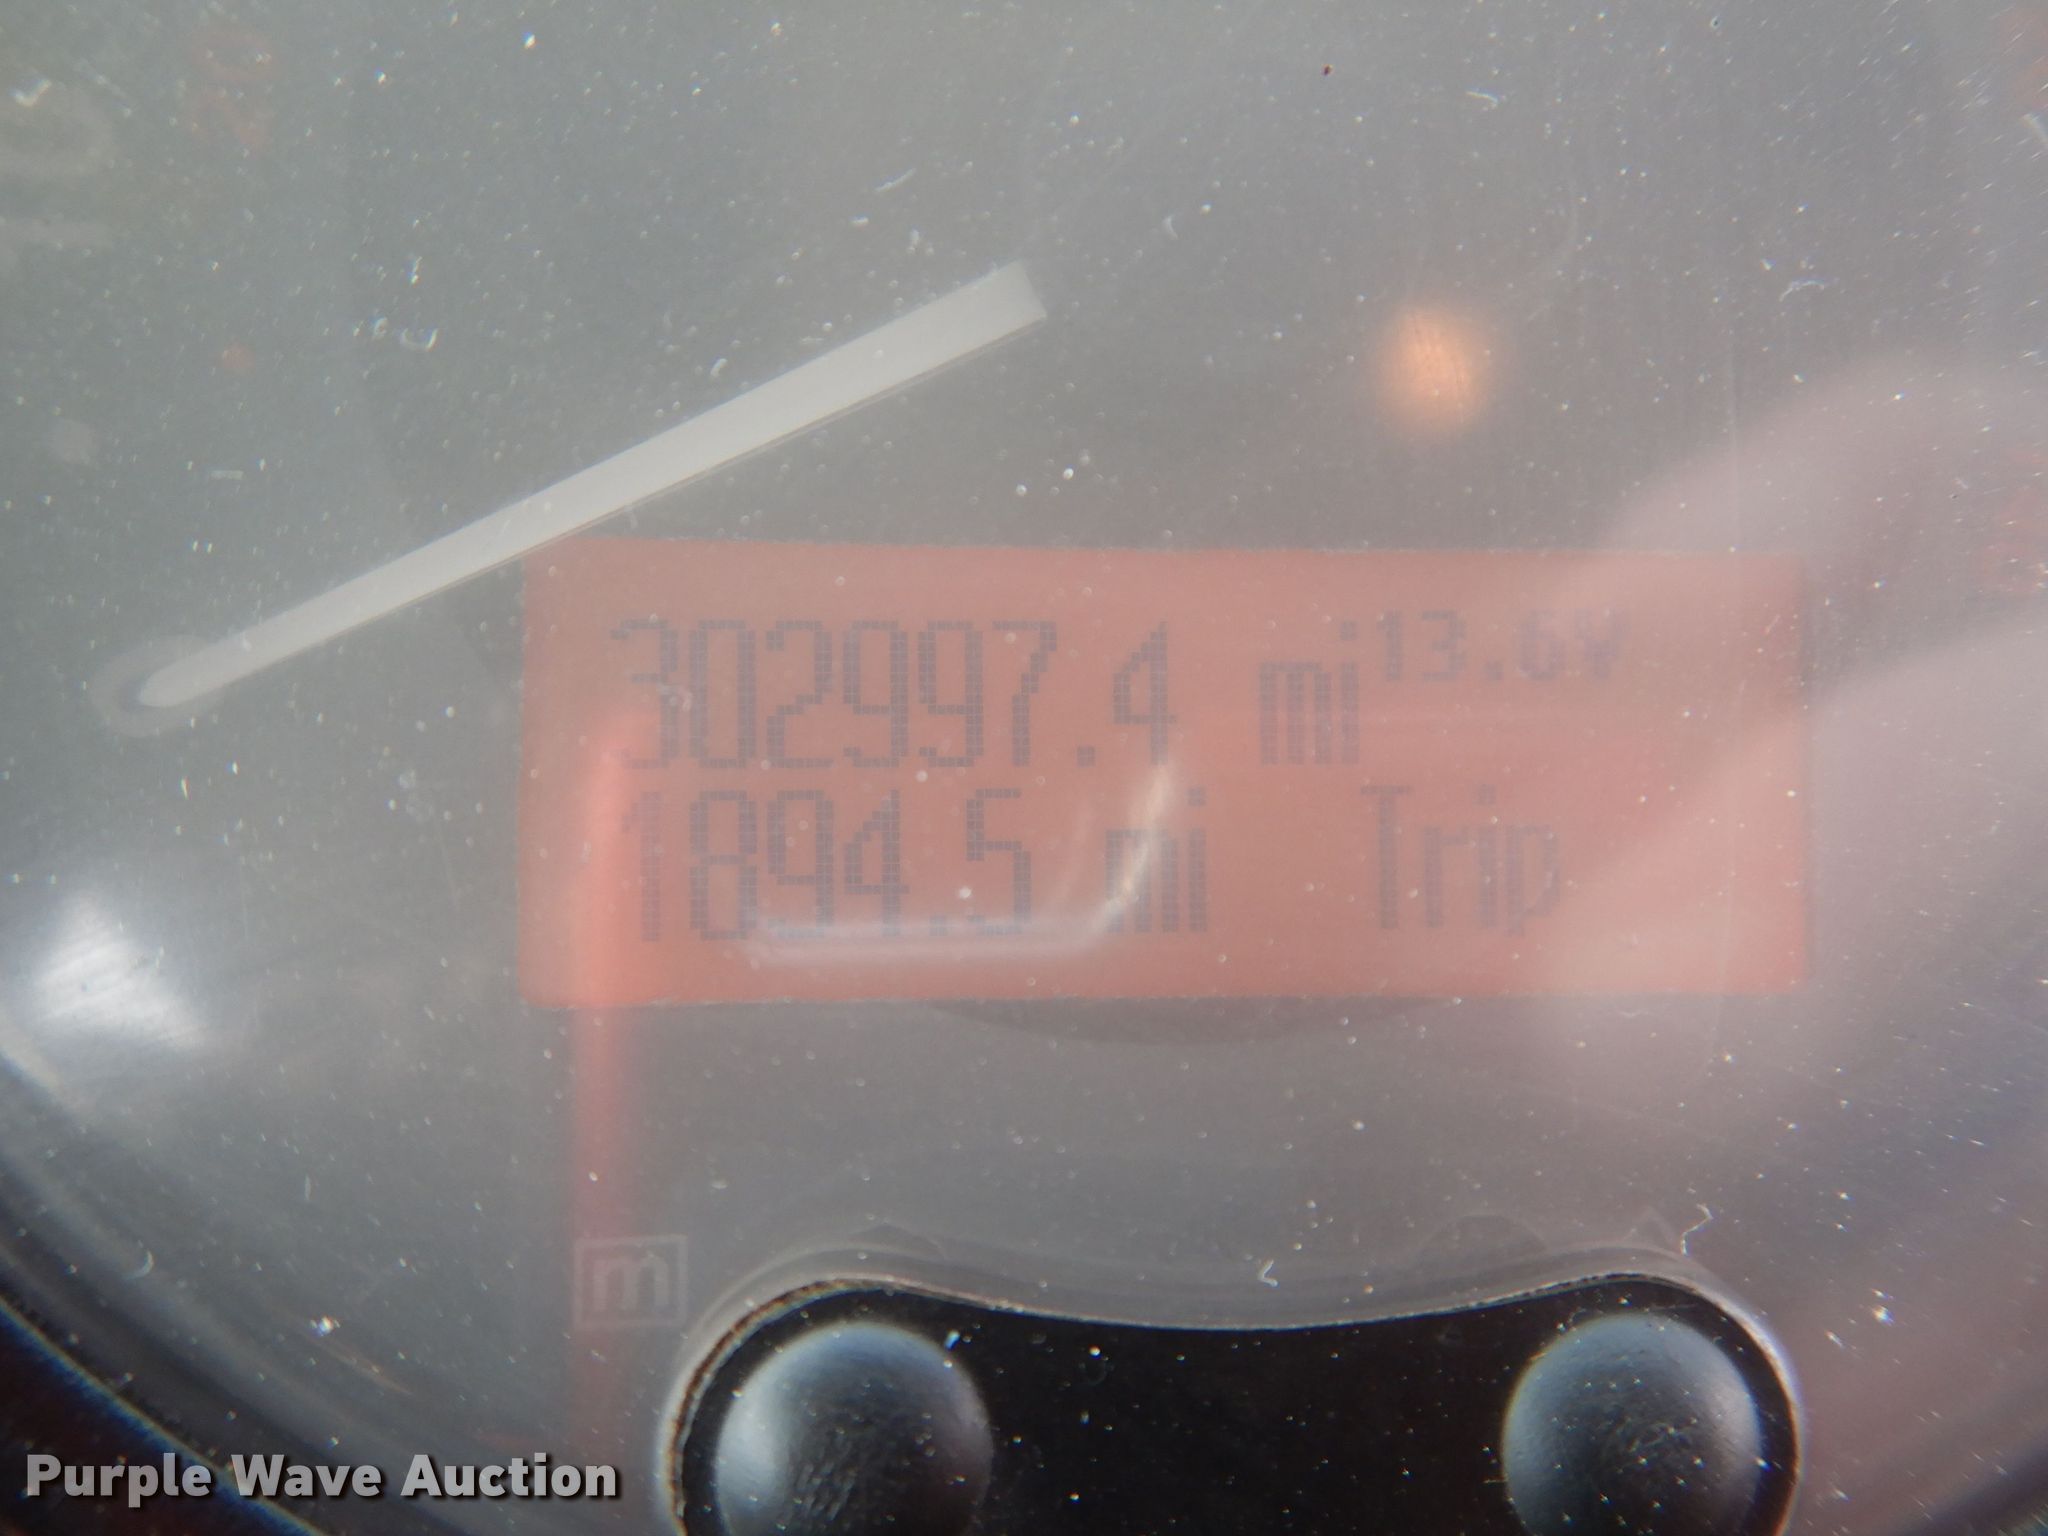 302997.4 mi 13.6V
1894.5 mi Trip
m
Purple Wave Auction